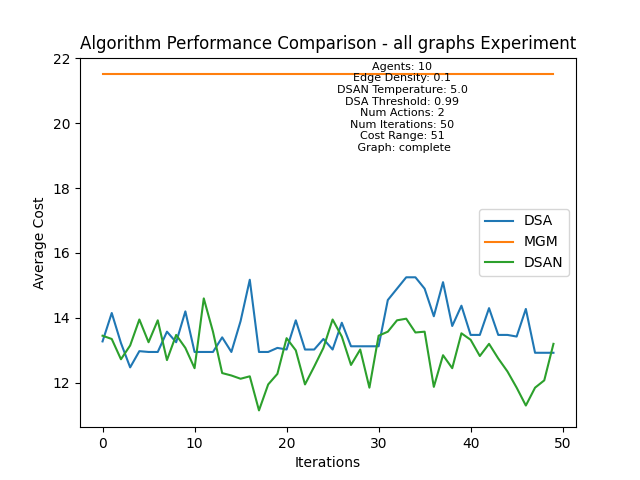 Algorithm Performance Comparison - all graphs Experiment
Agents: 10
Edge Density: 0.1
DSAN Temperature: 5.0
DSA Threshold: 0.99
Num Actions: 2
Num Iterations: 50
Cost Range: 51
Graph: complete
DSA
MGM
DSAN
Average Cost
22
20
18
16
14
12
0
10
20
30
40
50
Iterations